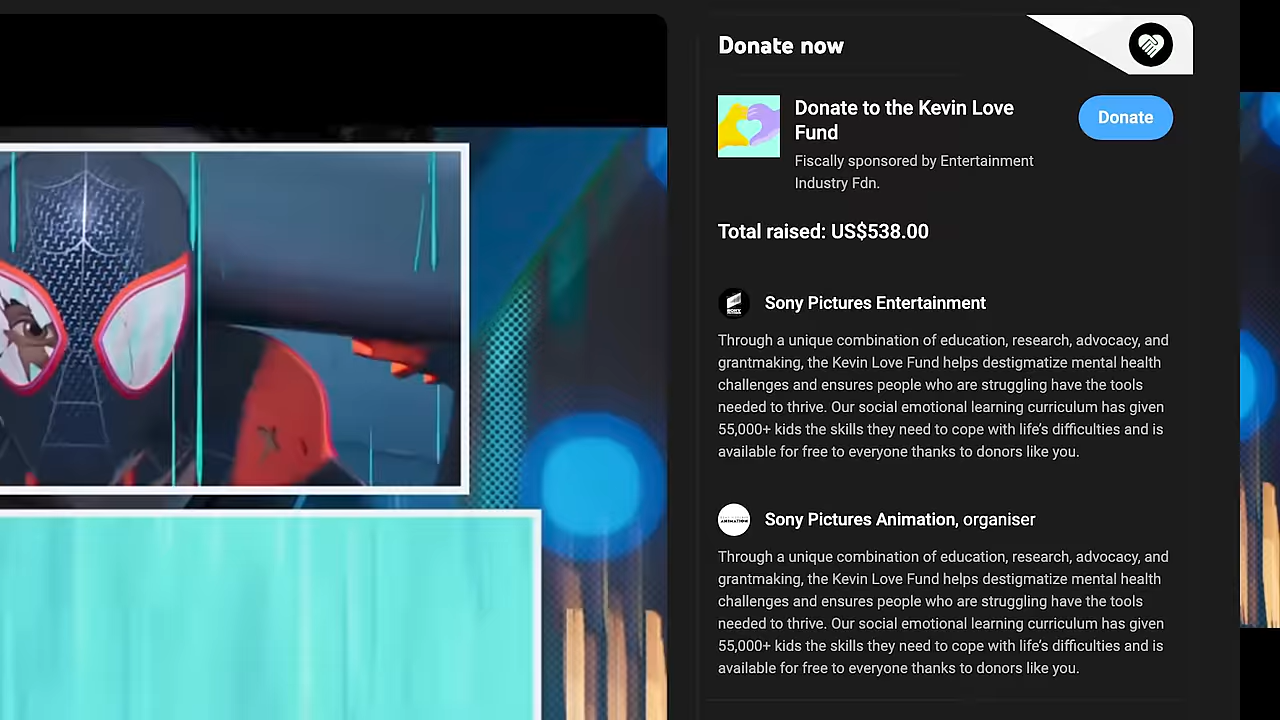 Donate now
Donate to the Kevin Love
Fund
Donate
Fiscally sponsored by Entertainment
Industry Fdn.
Total raised: US$538.00
SONY
Sony Pictures Entertainment
Through a unique combination of education, research, advocacy, and
grantmaking, the Kevin Love Fund helps destigmatize mental health
challenges and ensures people who are struggling have the tools
needed to thrive. Our social emotional learning curriculum has given
55,000+ kids the skills they need to cope with life's difficulties and is
available for free to everyone thanks to donors like you.
ANIMATION
Sony Pictures Animation, organiser
Through a unique combination of education, research, advocacy, and
grantmaking, the Kevin Love Fund helps destigmatize mental health
challenges and ensures people who are struggling have the tools
needed to thrive. Our social emotional learning curriculum has given
55,000+ kids the skills they need to cope with life's difficulties and is
available for free to everyone thanks to donors like you.